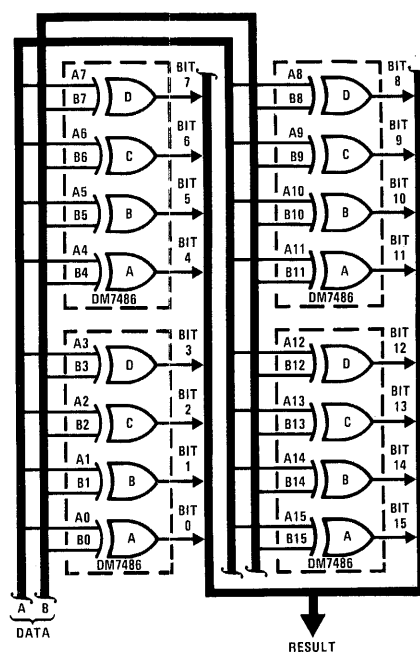 A7
B7
D
BIT
7
A6
B6
C
BIT
6
A5
B5
B
BIT
5
A4
B4
A
BIT
4
DM7486
A3
B3
D
BIT
3
A2
B2
C
BIT
2
A1
B1
B
BIT
1
A0
B0
A
BIT
0
DM7486
A8
B8
D
BIT
8
A9
B9
C
BIT
9
A10
B10
B
BIT
10
A11
B11
A
BIT
11
DM7486
A12
B12
D
BIT
12
A13
B13
C
BIT
13
A14
B14
B
BIT
14
A15
B15
A
BIT
15
DM7486
A B
DATA
RESULT